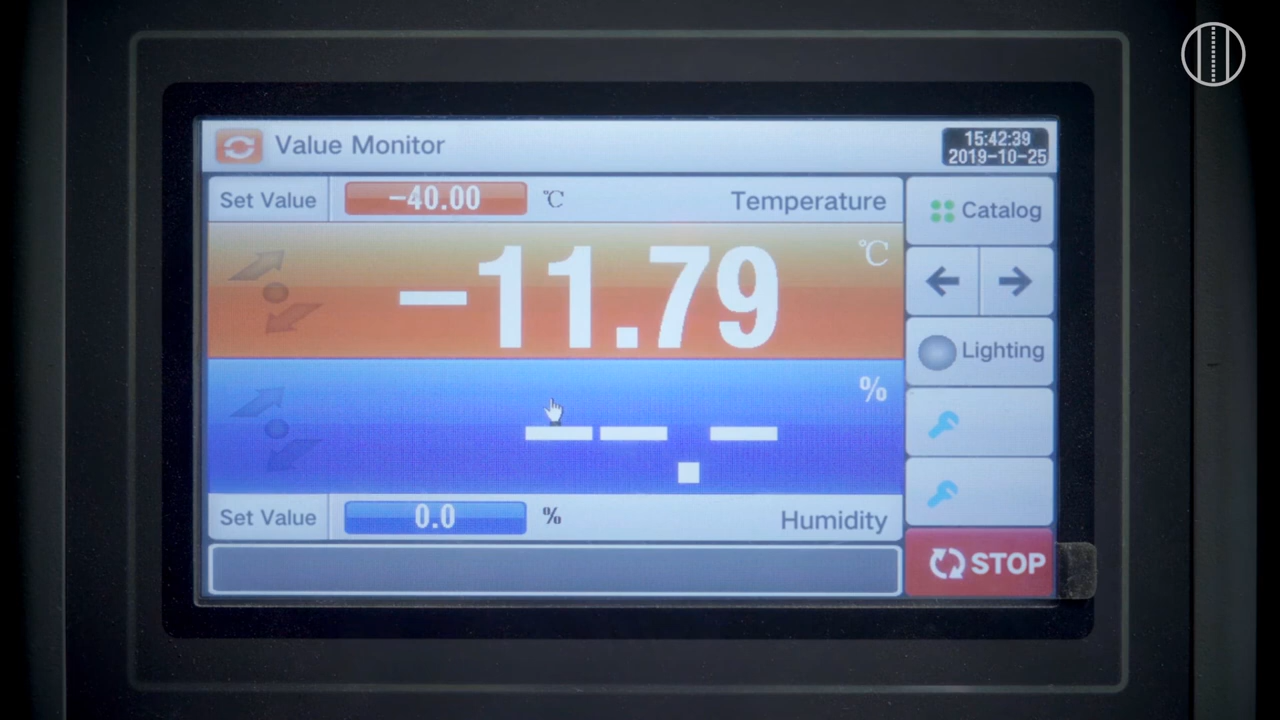 Value Monitor
15:42:39
2019-10-25
Set Value
-40.00
℃
Temperature
Catalog
-11.79
℃
Lighting
%
-- -- . --
Set Value
0.0
%
Humidity
STOP